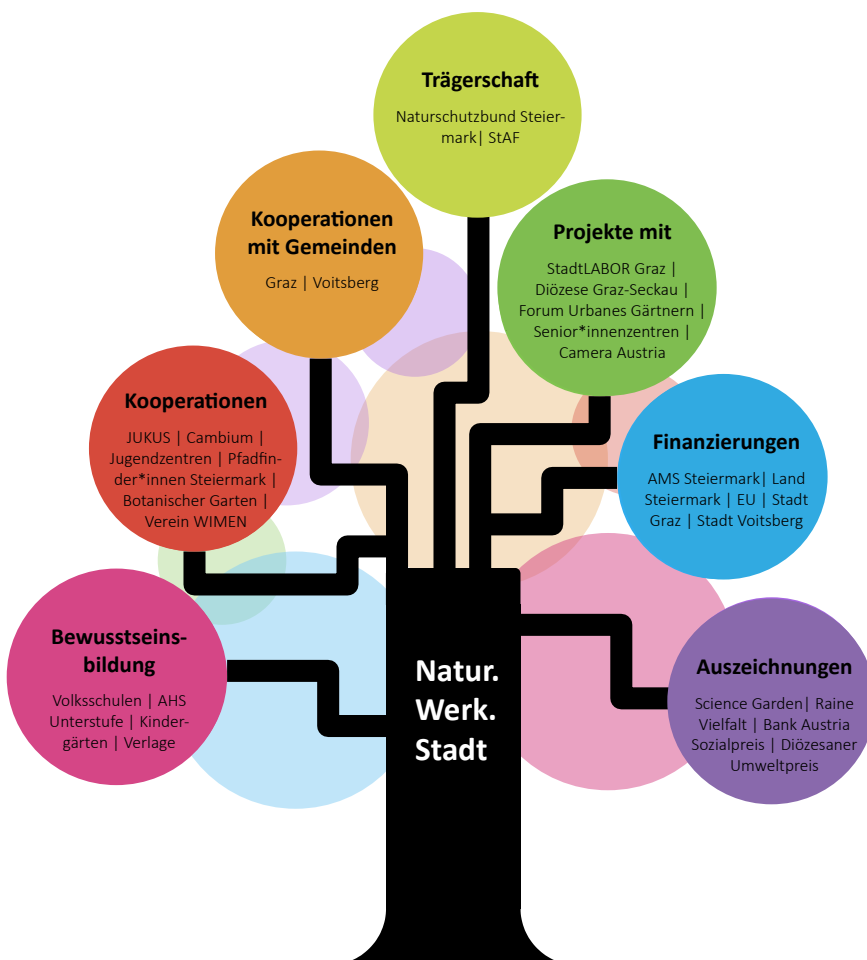 Trägerschaft
Naturschutzbund Steier-
mark| StAF
Kooperationen
mit Gemeinden
Graz | Voitsberg
Projekte mit
StadtLABOR Graz |
Diözese Graz-Seckau |
Forum Urbanes Gärtnern |
Senior*innenzentren |
Camera Austria
Kooperationen
JUKUS | Cambium |
Jugendzentren | Pfadfin-
der*innen Steiermark |
Botanischer Garten |
Verein WIMEN
Finanzierungen
AMS Steiermark| Land
Steiermark | EU | Stadt
Graz | Stadt Voitsberg
Bewusstseins-
bildung
Volksschulen | AHS
Unterstufe | Kinder-
gärten | Verlage
Auszeichnungen
Science Garden| Raine
Vielfalt | Bank Austria
Sozialpreis | Diözesaner
Umweltpreis
Natur.
Werk.
Stadt